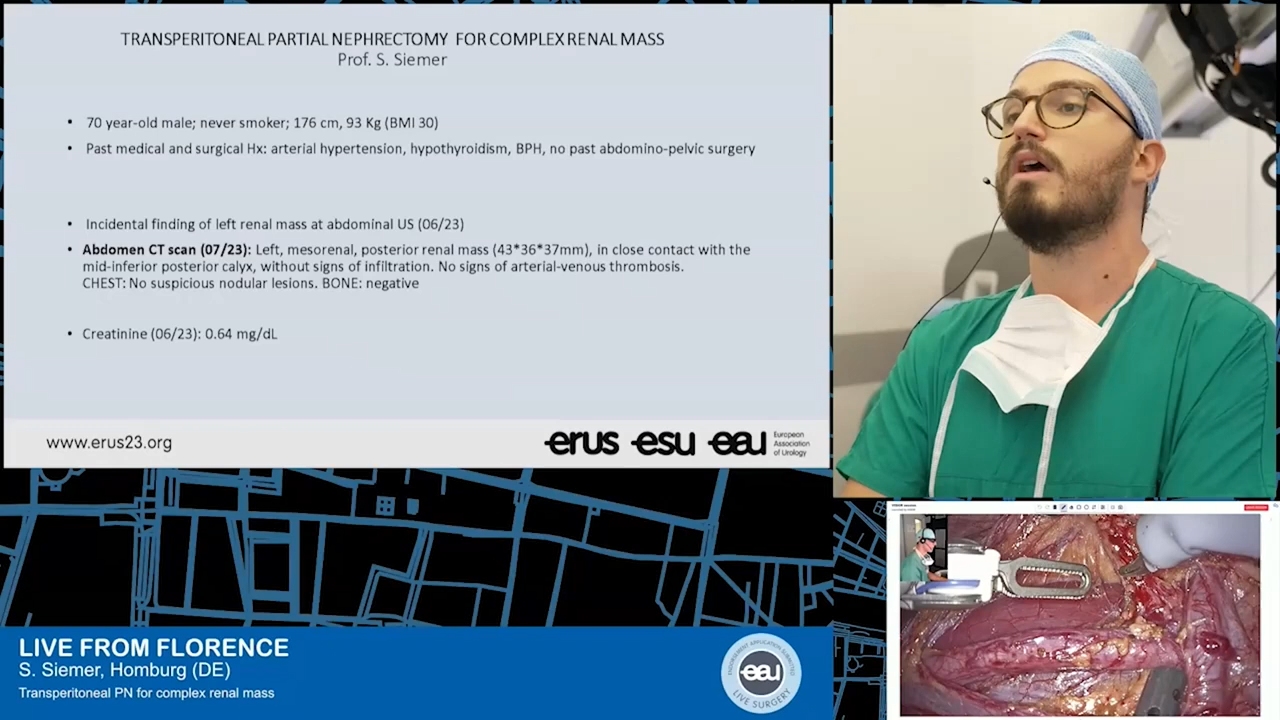 TRANSPERITONEAL PARTIAL NEPHRECTOMY FOR COMPLEX RENAL MASS
Prof. S. Siemer
• 70 year-old male; never smoker; 176 cm, 93 Kg (BMI 30)
• Past medical and surgical Hx: arterial hypertension, hypothyroidism, BPH, no past abdomino-pelvic surgery
• Incidental finding of left renal mass at abdominal US (06/23)
• Abdomen CT scan (07/23): Left, mesorenal, posterior renal mass (43*36*37mm), in close contact with the
mid-inferior posterior calyx, without signs of infiltration. No signs of arterial-venous thrombosis.
CHEST: No suspicious nodular lesions. BONE: negative
• Creatinine (06/23): 0.64 mg/dL
www.erus23.org
erus esu eau
European
Association
of Urology
LIVE FROM FLORENCE
S. Siemer, Homburg (DE)
Transperitoneal PN for complex renal mass
eau
LIVE SURGERY